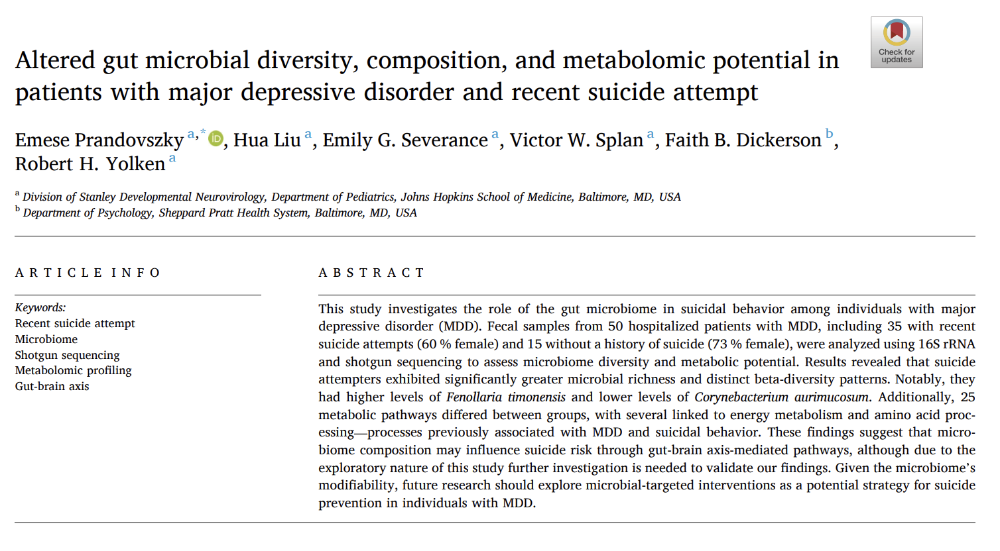 Check for
updates
Altered gut microbial diversity, composition, and metabolomic potential in
patients with major depressive disorder and recent suicide attempt
Emese Prandovszky a,* iD, Hua Liu a, Emily G. Severance a, Victor W. Splan a, Faith B. Dickerson b,
Robert H. Yolken a
a Division of Stanley Developmental Neurovirology, Department of Pediatrics, Johns Hopkins School of Medicine, Baltimore, MD, USA
b Department of Psychology, Sheppard Pratt Health System, Baltimore, MD, USA
ARTICLE INFO
Keywords:
Recent suicide attempt
Microbiome
Shotgun sequencing
Metabolomic profiling
Gut-brain axis
ABSTRACT
This study investigates the role of the gut microbiome in suicidal behavior among individuals with major
depressive disorder (MDD). Fecal samples from 50 hospitalized patients with MDD, including 35 with recent
suicide attempts (60 % female) and 15 without a history of suicide (73 % female), were analyzed using 16S rRNA
and shotgun sequencing to assess microbiome diversity and metabolic potential. Results revealed that suicide
attempters exhibited significantly greater microbial richness and distinct beta-diversity patterns. Notably, they
had higher levels of Fenollaria timonensis and lower levels of Corynebacterium aurimucosum. Additionally, 25
metabolic pathways differed between groups, with several linked to energy metabolism and amino acid proc-
essing—processes previously associated with MDD and suicidal behavior. These findings suggest that micro-
biome composition may influence suicide risk through gut-brain axis-mediated pathways, although due to the
exploratory nature of this study further investigation is needed to validate our findings. Given the microbiome's
modifiability, future research should explore microbial-targeted interventions as a potential strategy for suicide
prevention in individuals with MDD.